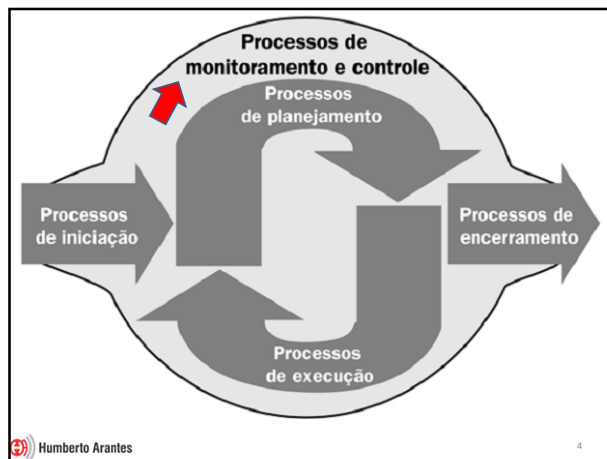 Processos de
monitoramento e controle
Processos
de planejamento
Processos
de iniciação
Processos de
encerramento
Processos
de execução
Humberto Arantes
4